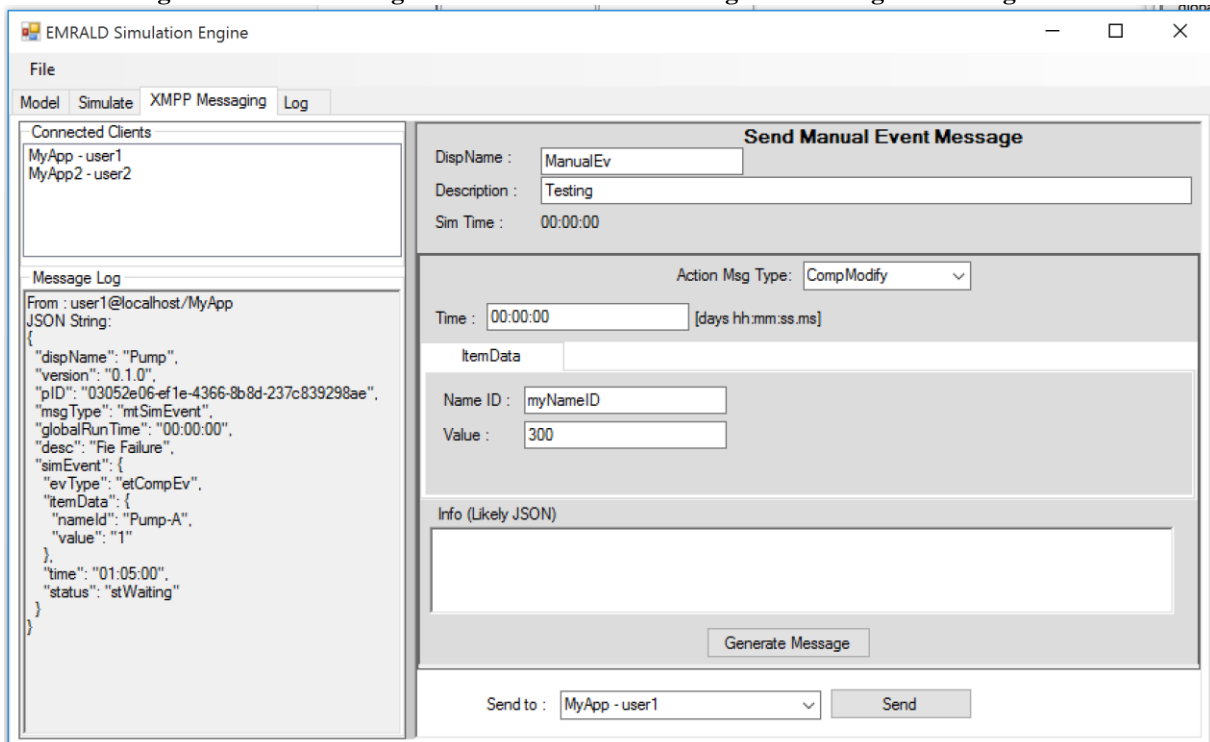 EMRALD Simulation Engine
File
Model Simulate XMPP Messaging Log
Connected Clients
MyApp - user1
MyApp2 - user2
Message Log
From : user1@localhost/MyApp
JSON String:
{
"dispName": "Pump",
"version": "0.1.0",
"pID": "03052e06-ef1e-4366-8b8d-237c839298ae",
"msgType": "mtSimEvent",
"globalRunTime": "00:00:00",
"desc": "Fie Failure",
"simEvent": {
"evType": "etCompEv",
"itemData": {
"nameId": "Pump-A",
"value": "1"
},
"time": "01:05:00",
"status": "stWaiting"
}
}
Send Manual Event Message
DispName : ManualEv
Description : Testing
Sim Time : 00:00:00
Action Msg Type: CompModify
Time : 00:00:00 [days hh:mm:ss.ms]
ItemData
Name ID : myNameID
Value : 300
Info (Likely JSON)
Generate Message
Send to : MyApp - user1 Send